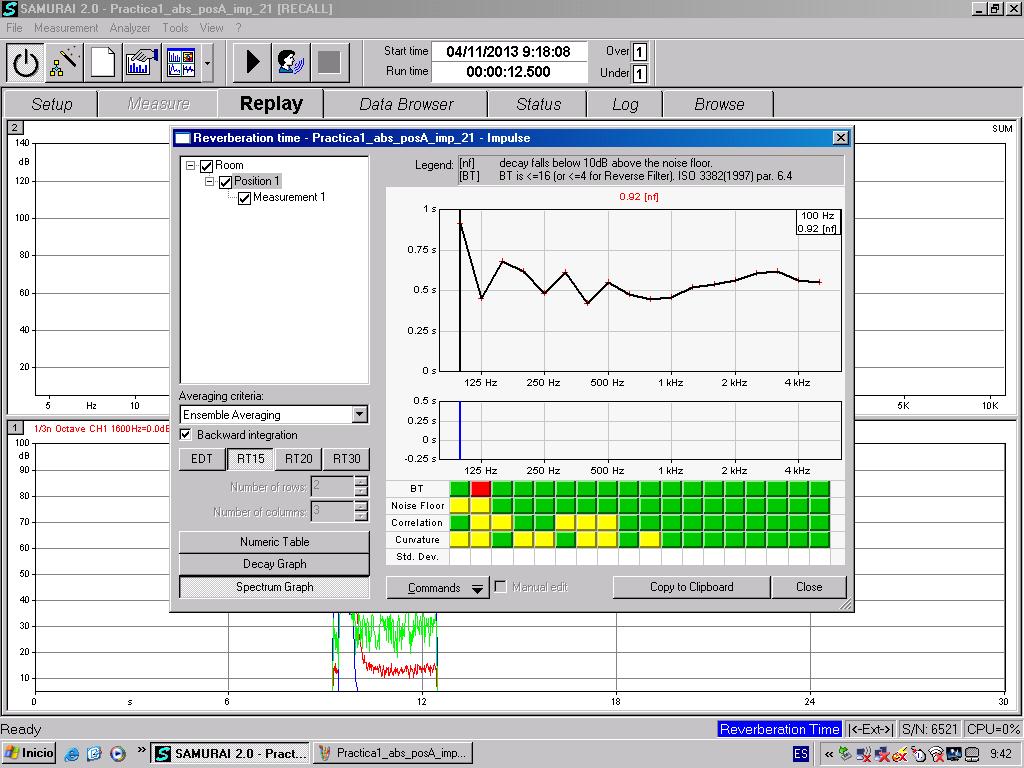 SAMURAI 2.0 - Practica1_abs_posA_imp_21 [RECALL]
File Measurement Analyzer Tools View ?
Start time 04/11/2013 9:18:08 Over 1
Run time 00:00:12.500 Under 1
Setup Measure Replay Data Browser Status Log Browse
2 SUM
140
dB
120
100
80
60
40
20
5 Hz 10 5K 10K
1 1/3n Octave CH1 1600Hz=0.0dB
100
dB
90
80
70
60
50
40
30
20
10
0 s 6 12 18 24 30
Reverberation time - Practica1_abs_posA_imp_21 - Impulse
Room
Position 1
Measurement 1
Averaging criteria:
Ensemble Averaging
Backward integration
EDT RT15 RT20 RT30
Number of rows: 2
Number of columns: 3
Numeric Table
Decay Graph
Spectrum Graph
Legend: [nf] decay falls below 10dB above the noise floor.
[BT] BT is <=16 (or <=4 for Reverse Filter). ISO 3382(1997) par. 6.4
0.92 [nf]
1 s
0.75 s
0.5 s
0.25 s
0 s
100 Hz
0.92 [nf]
125 Hz 250 Hz 500 Hz 1 kHz 2 kHz 4 kHz
0.5 s
0.25 s
0 s
-0.25 s
125 Hz 250 Hz 500 Hz 1 kHz 2 kHz 4 kHz
BT
Noise Floor
Correlation
Curvature
Std. Dev.
Commands Manual edit Copy to Clipboard Close
Ready Reverberation Time |<-Ext->| S/N: 6521 CPU=0%
Inicio » SAMURAI 2.0 - Pract... Practica1_abs_posA_imp... ES « 9:42